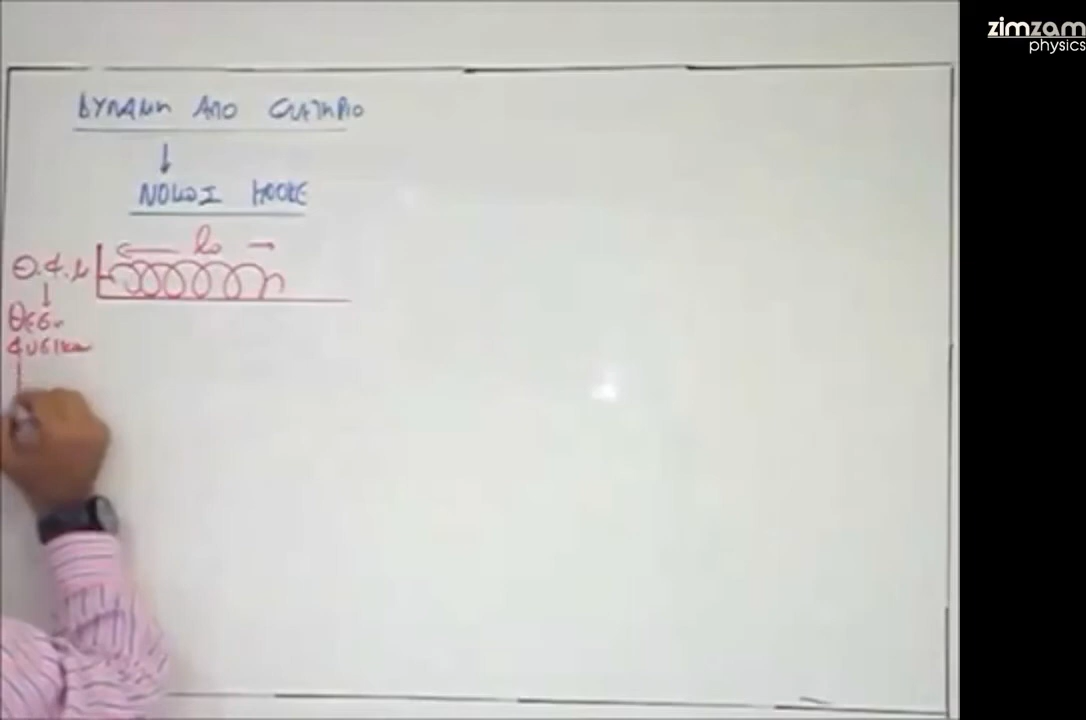 zimzam
physics
ΔΥΝΑΜΗ ΑΠΟ ΕΛΑΤΗΡΙΟ
ΝΟΜΟΣ HOOKE
l₀
Θ.Φ.Μ
Θέση
Φυσικού